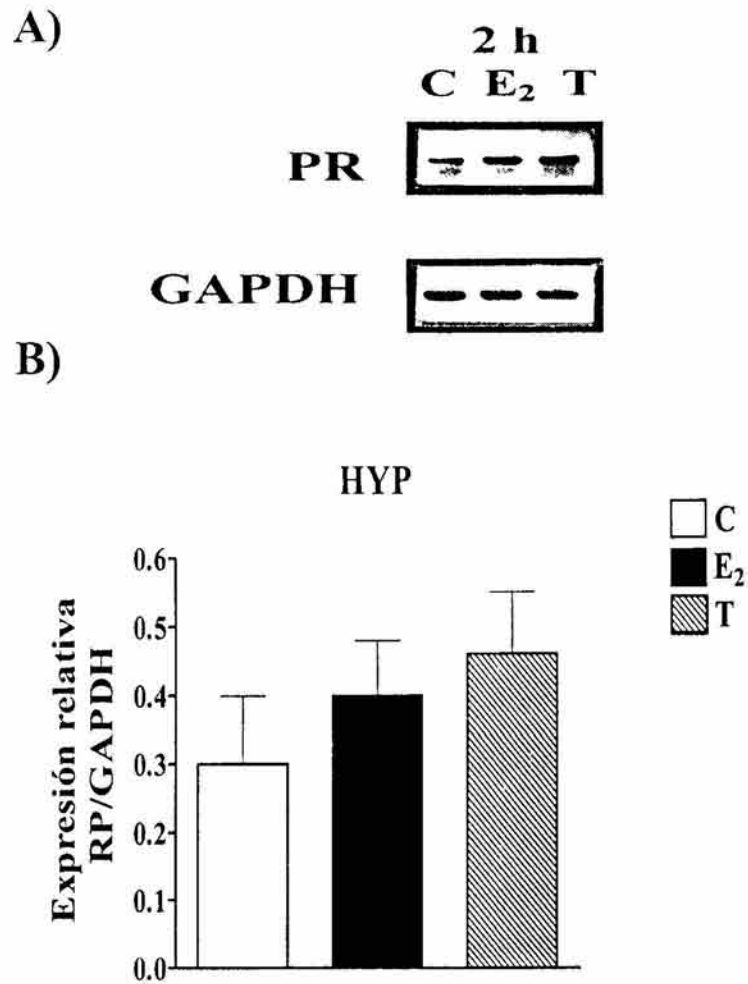 A)
2 h
C E₂ T
PR
GAPDH
B)
HYP
C
E₂
T
Expresión relativa
RP/GAPDH
0.6
0.5
0.4
0.3
0.2
0.1
0.0